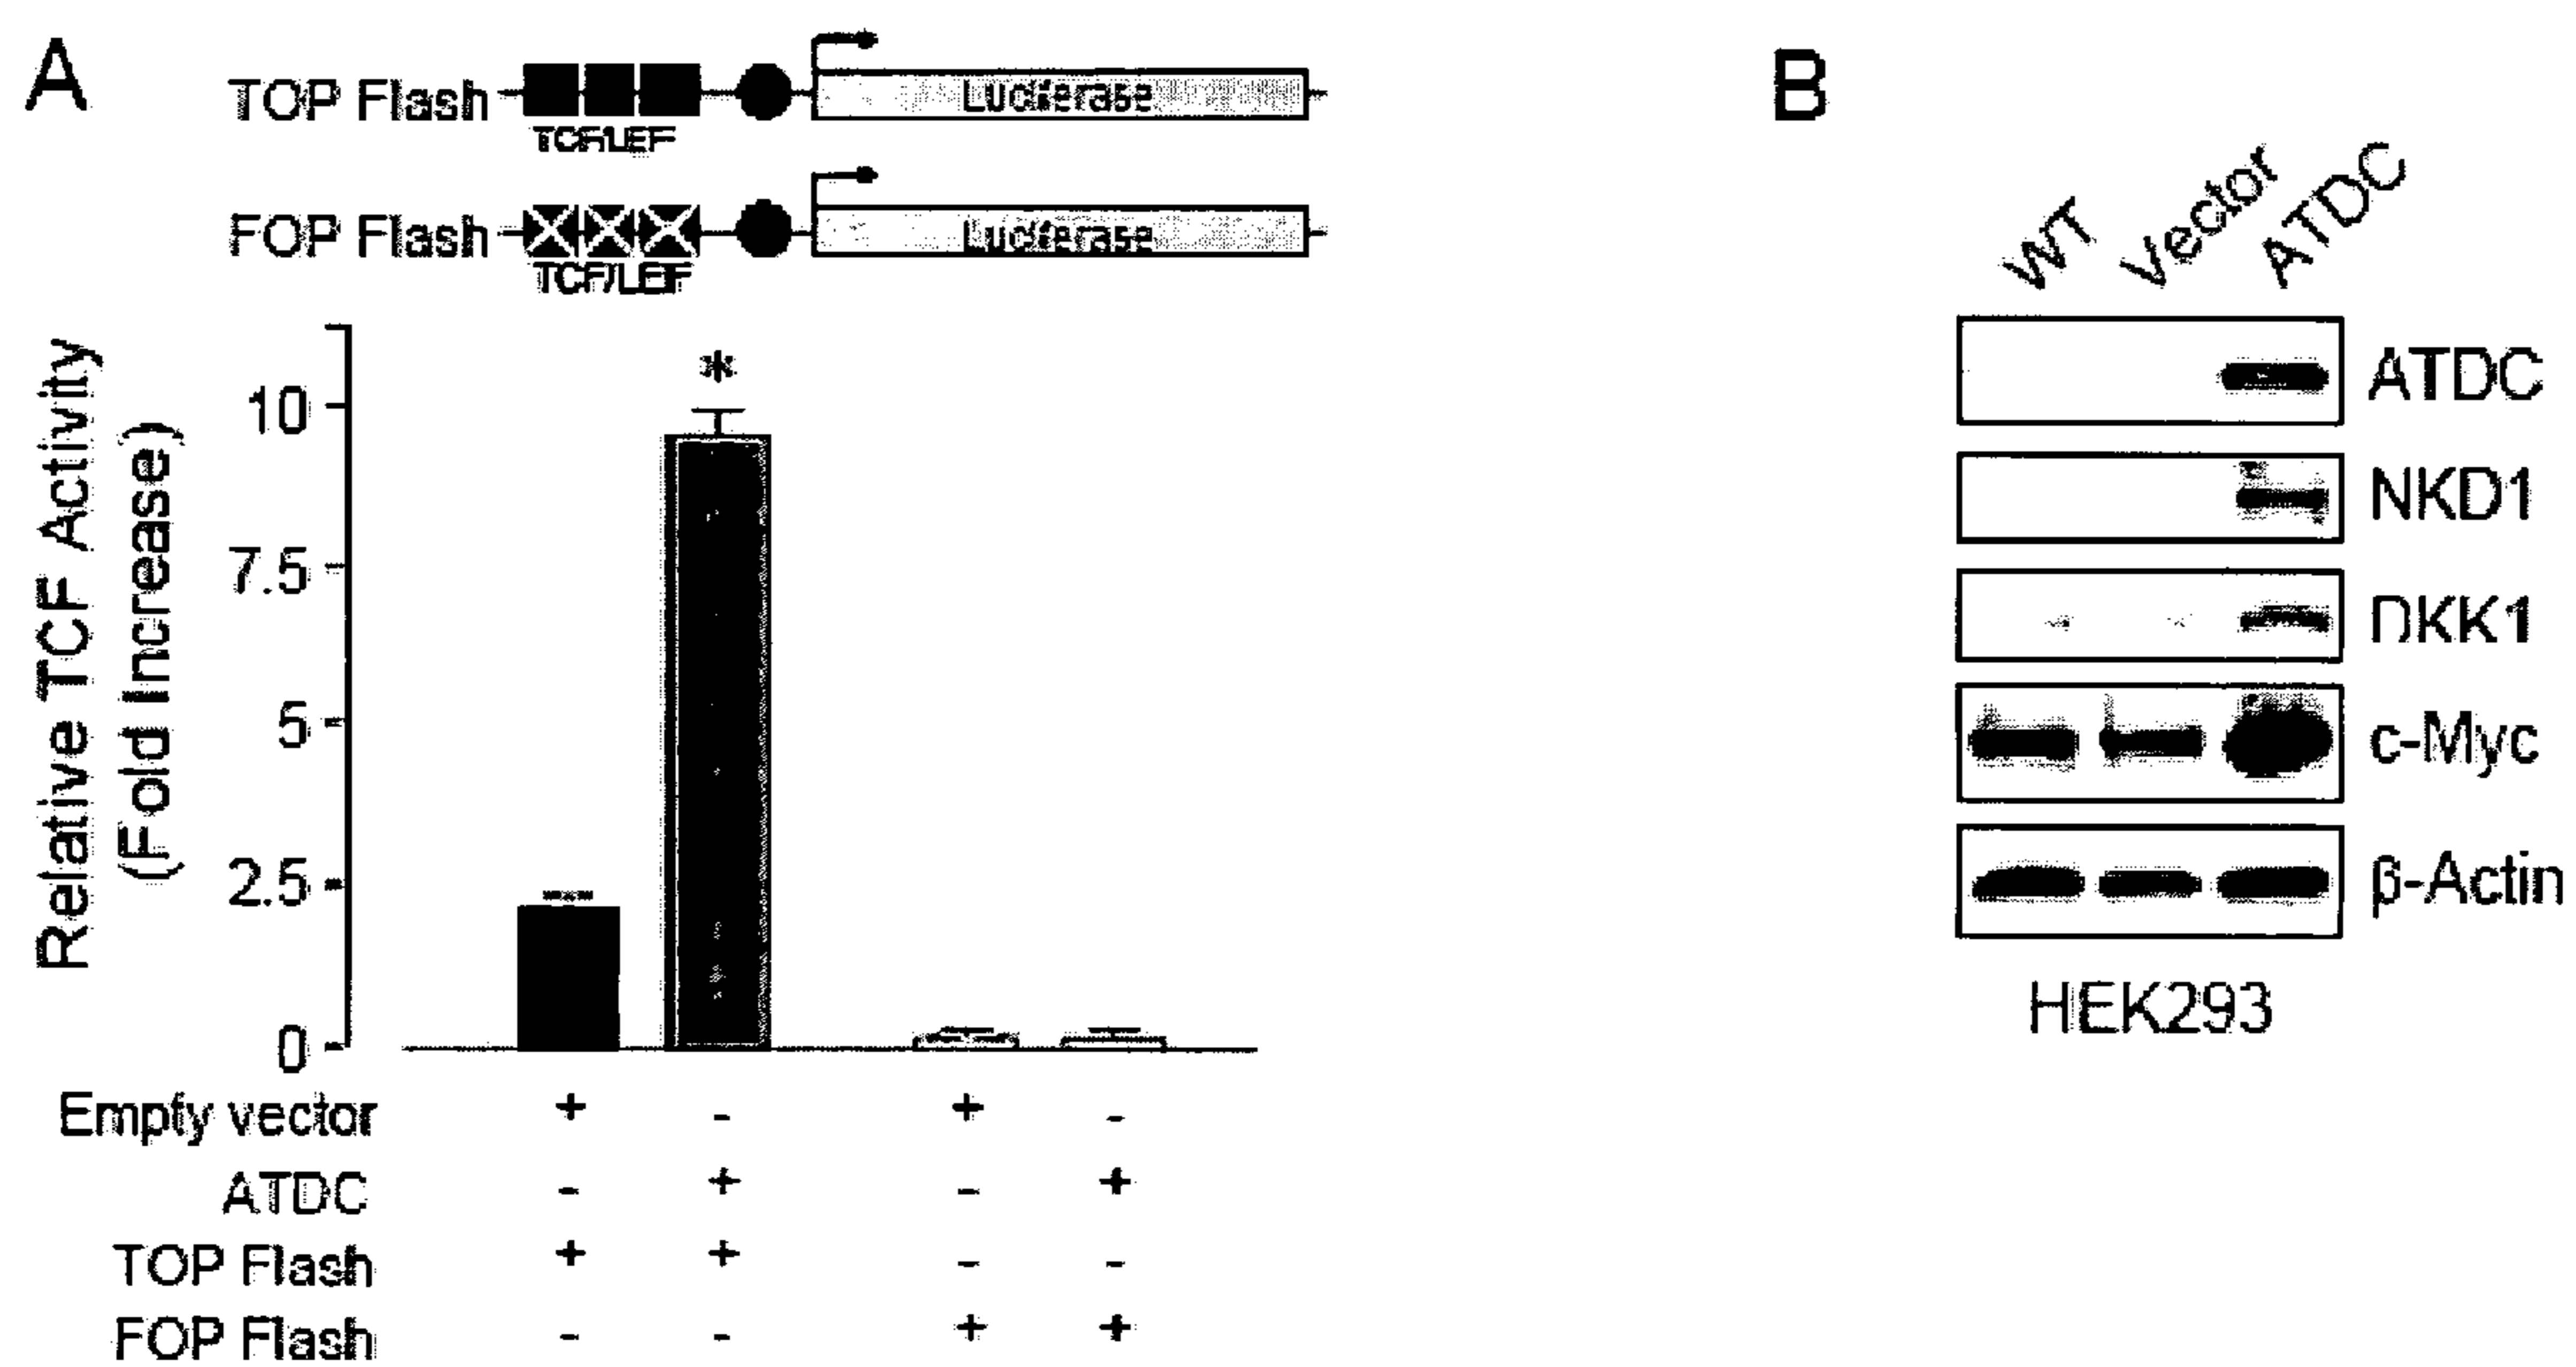 A
TOP Flash
Luciferase
TCF/LEF
FOP Flash
Luciferase
TCF/LEF
Relative TCF Activity
(Fold Increase)
10
7.5
5
2.5
0
*
Empty vector + - + -
ATDC - + - +
TOP Flash + + - -
FOP Flash - - + +
B
WT Vector ATDC
ATDC
NKD1
DKK1
c-Myc
β-Actin
HEK293